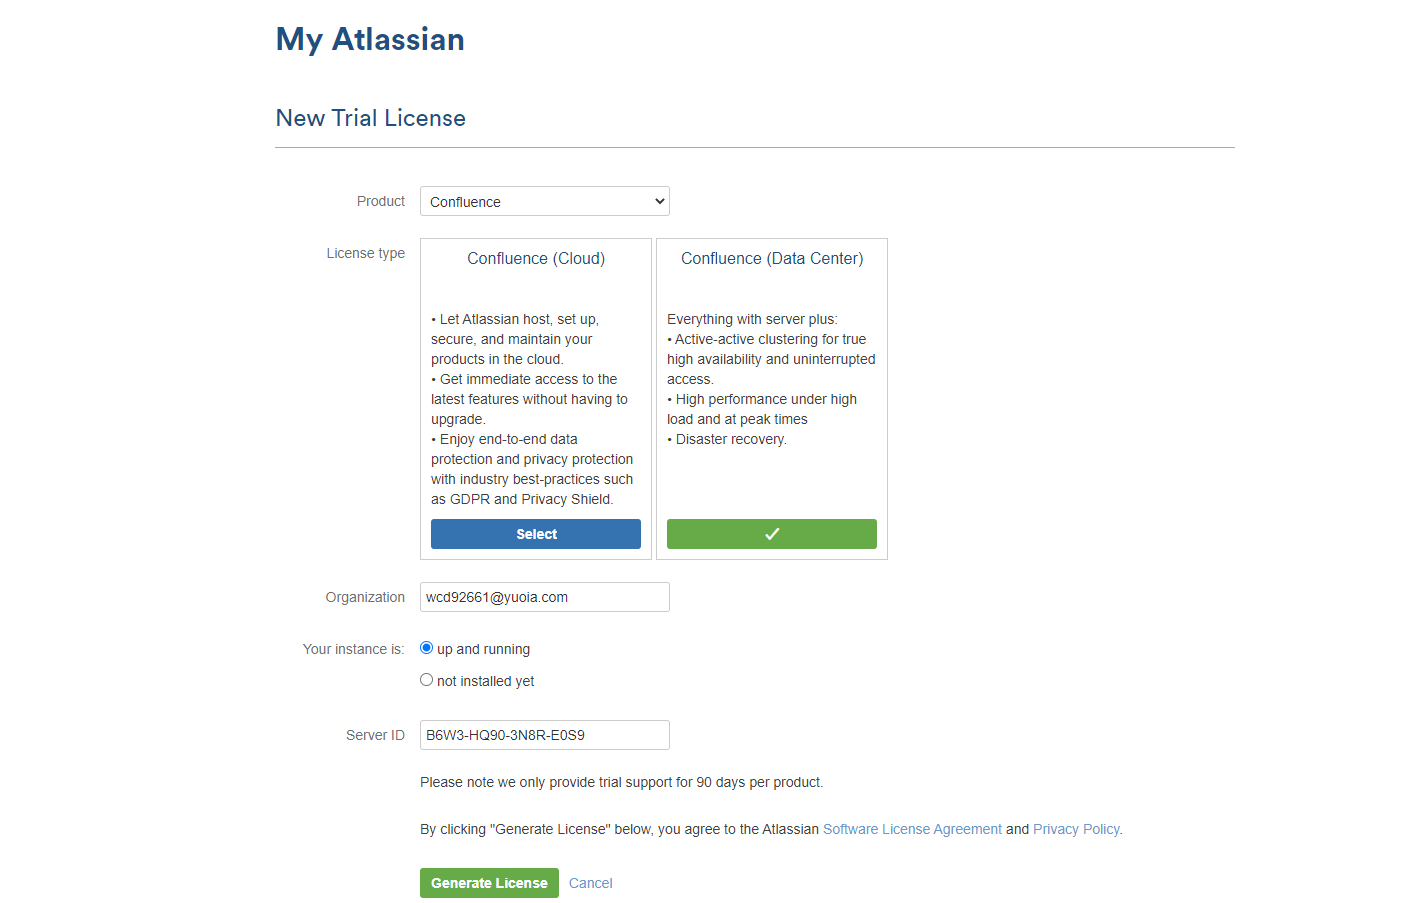 My Atlassian
New Trial License
Product
Confluence
License type
Confluence (Cloud)
• Let Atlassian host, set up,
secure, and maintain your
products in the cloud.
• Get immediate access to the
latest features without having to
upgrade.
• Enjoy end-to-end data
protection and privacy protection
with industry best-practices such
as GDPR and Privacy Shield.
Select
Confluence (Data Center)
Everything with server plus:
• Active-active clustering for true
high availability and uninterrupted
access.
• High performance under high
load and at peak times
• Disaster recovery.
Organization
wcd92661@yuoia.com
Your instance is:
up and running
not installed yet
Server ID
B6W3-HQ90-3N8R-E0S9
Please note we only provide trial support for 90 days per product.
By clicking "Generate License" below, you agree to the Atlassian Software License Agreement and Privacy Policy.
Generate License
Cancel